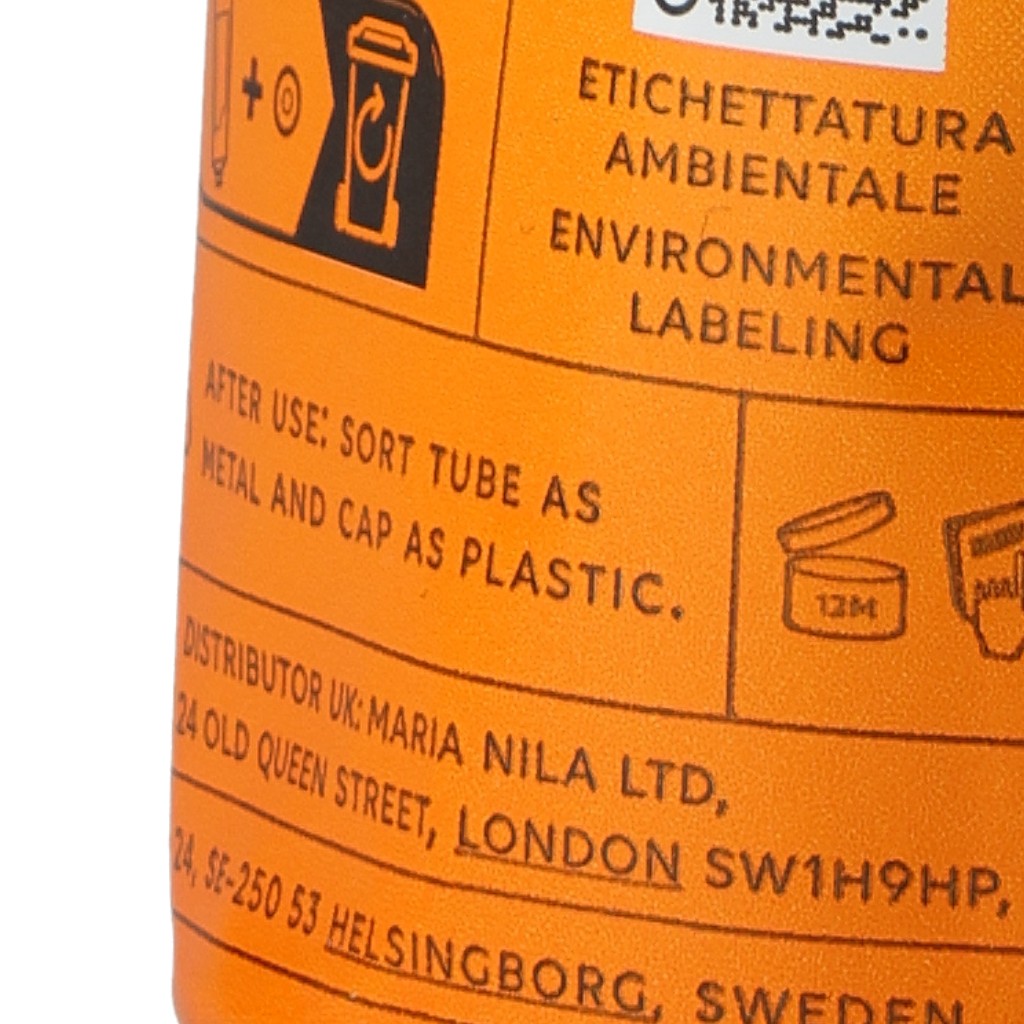 ETICHETTATURA
AMBIENTALE
ENVIRONMENTAL
LABELING
AFTER USE: SORT TUBE AS
METAL AND CAP AS PLASTIC.
12M
DISTRIBUTOR UK: MARIA NILA LTD,
24 OLD QUEEN STREET, LONDON SW1H9HP,
24, SE-250 53 HELSINGBORG, SWEDEN